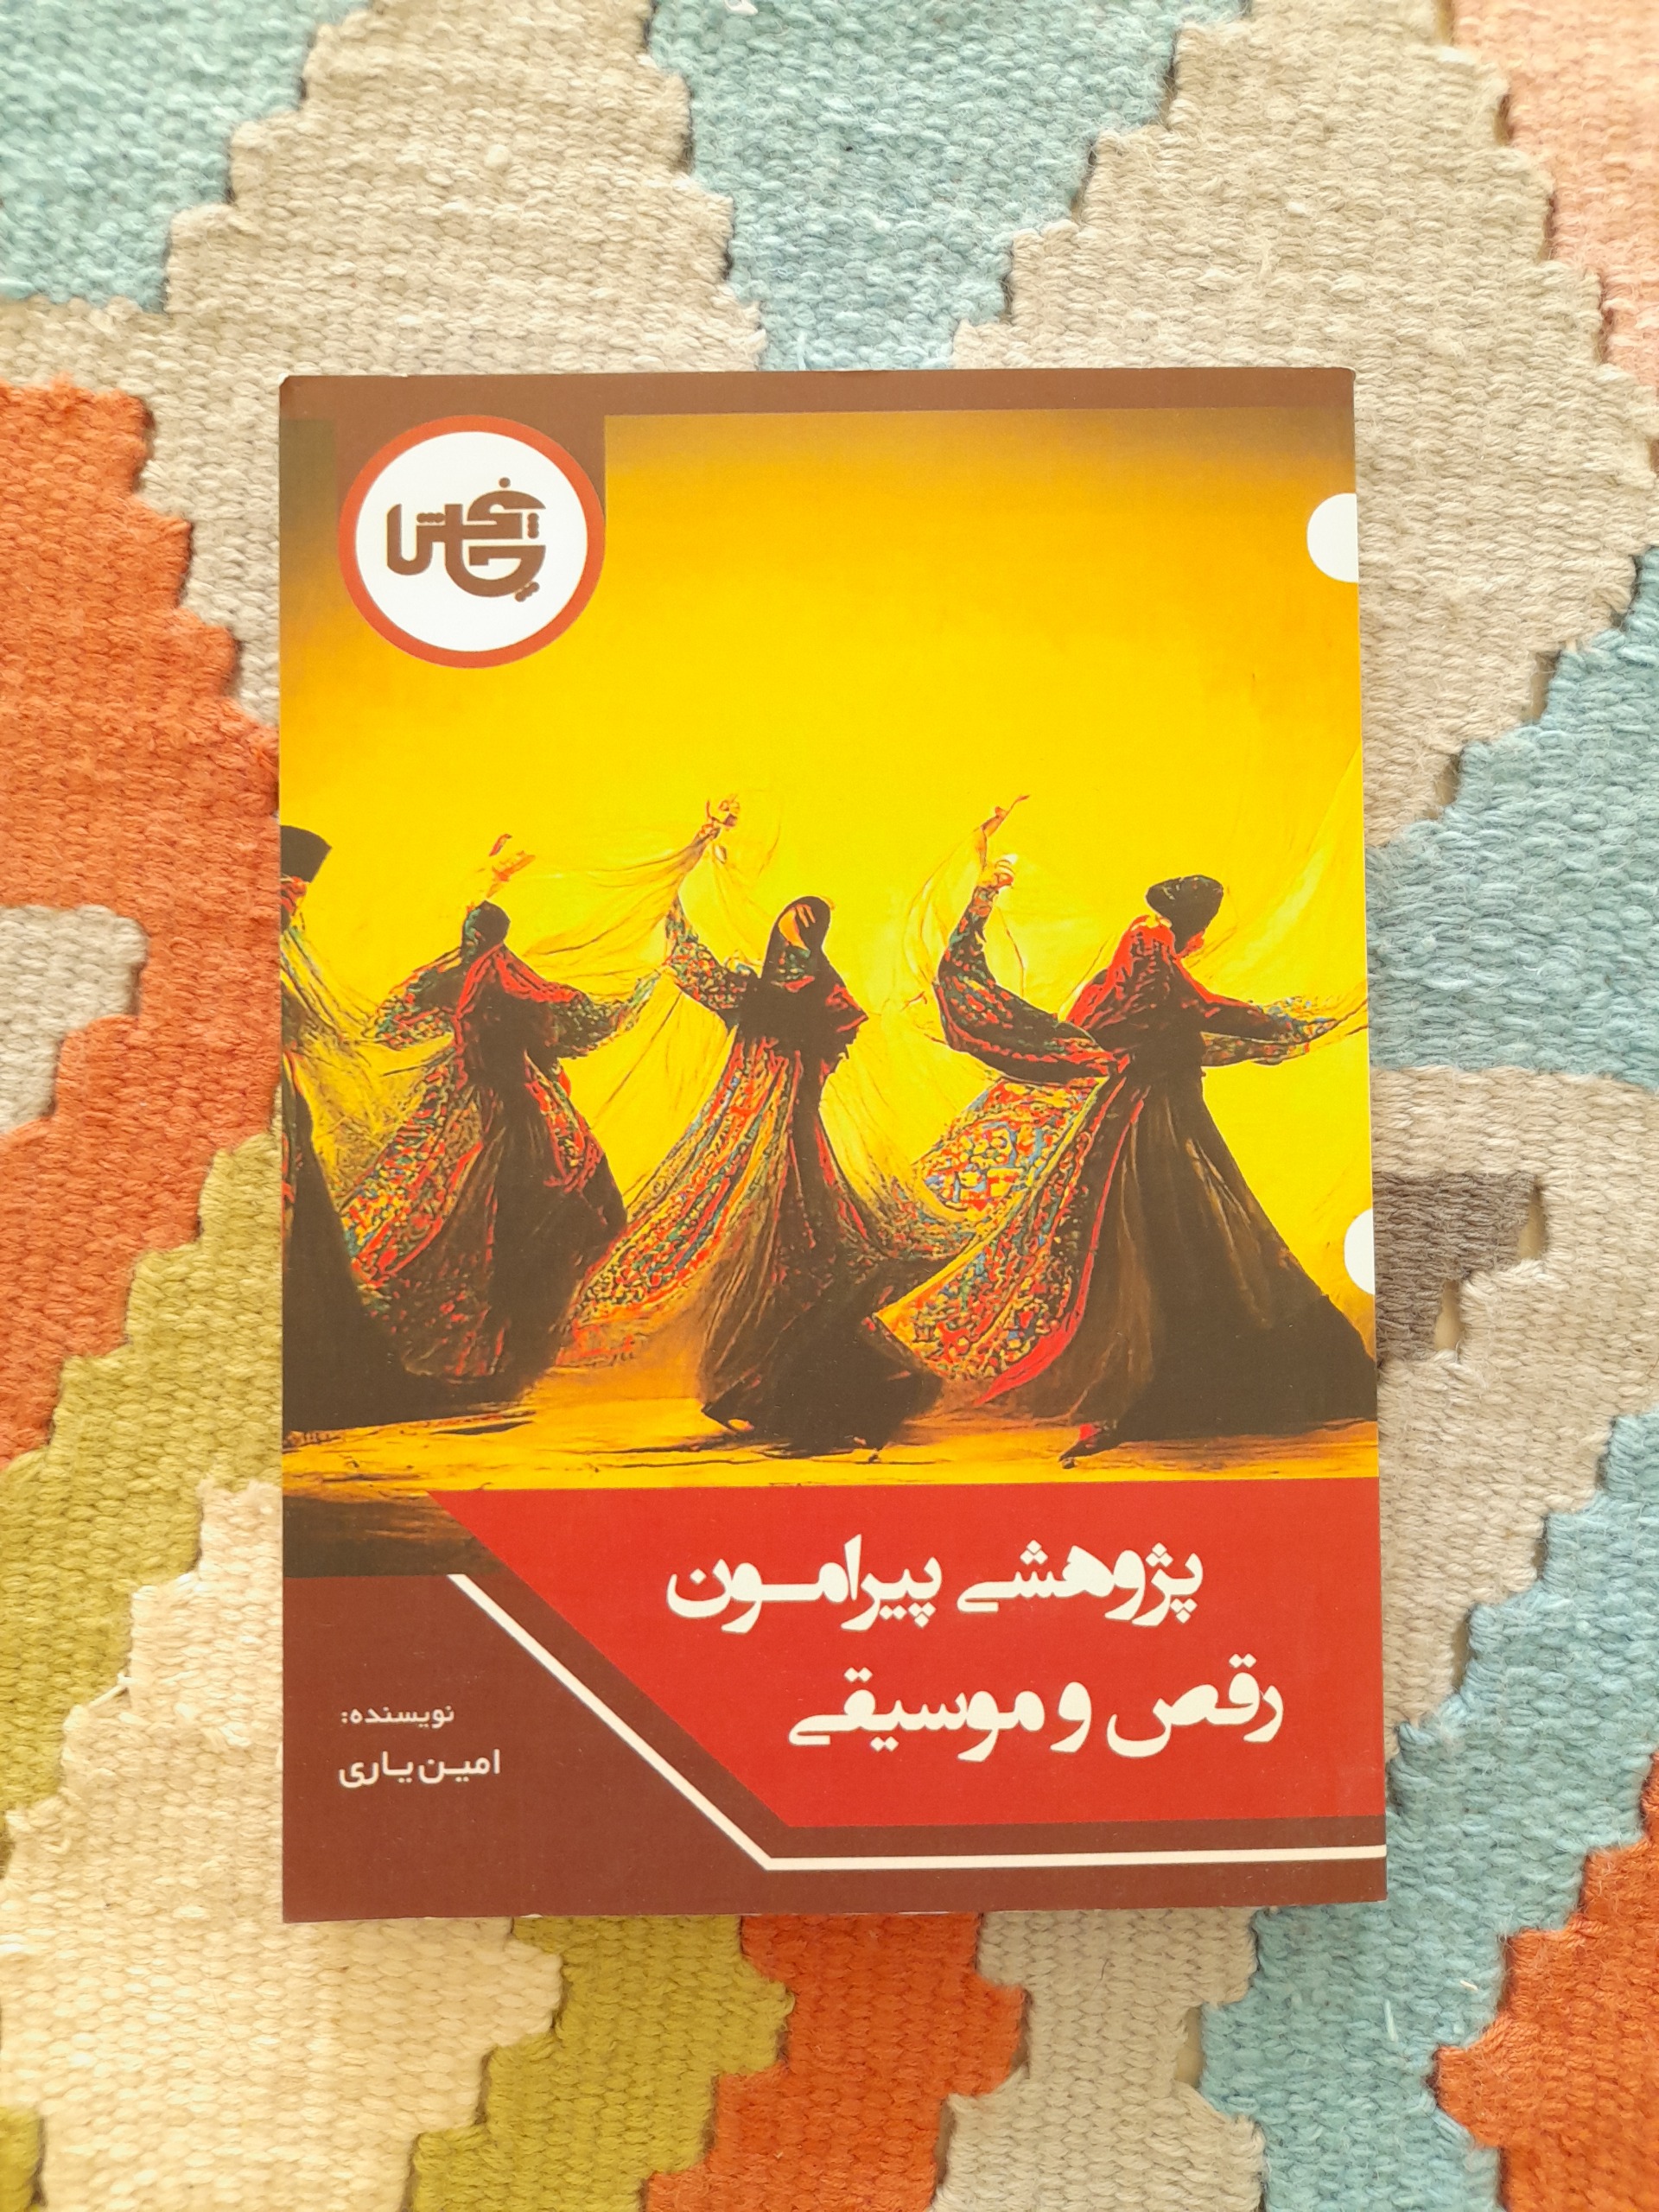 پژوهشی پیرامون
رقص و موسیقی
نویسنده:
امین یاری